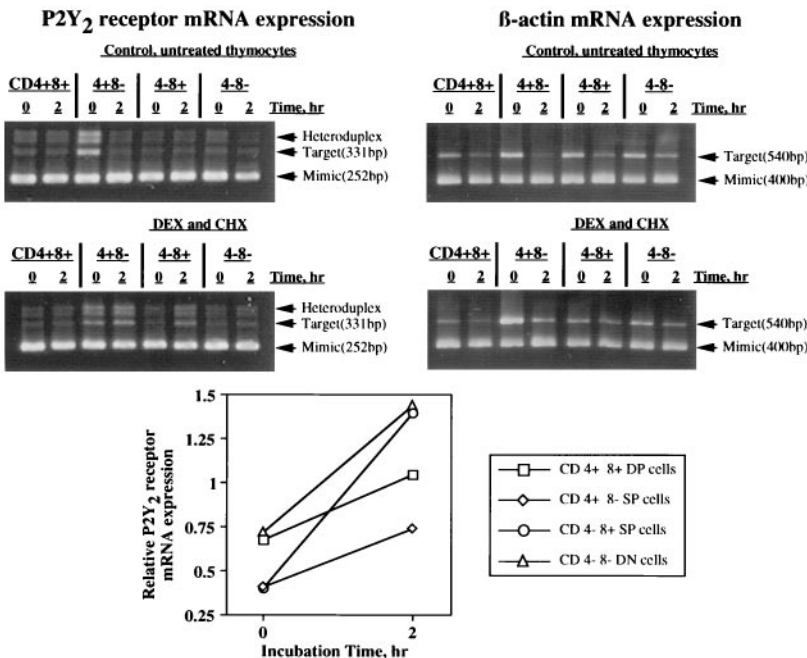 P2Y2 receptor mRNA expression
Control, untreated thymocytes
CD4+8+ 4+8- 4-8+ 4-8-
0 2 0 2 0 2 0 2 Time, hr
Heteroduplex
Target(331bp)
Mimic(252bp)
DEX and CHX
CD4+8+ 4+8- 4-8+ 4-8-
0 2 0 2 0 2 0 2 Time, hr
Heteroduplex
Target(331bp)
Mimic(252bp)
ß-actin mRNA expression
Control, untreated thymocytes
CD4+8+ 4+8- 4-8+ 4-8-
0 2 0 2 0 2 0 2 Time, hr
Target(540bp)
Mimic(400bp)
DEX and CHX
CD4+8+ 4+8- 4-8+ 4-8-
0 2 0 2 0 2 0 2 Time, hr
Target(540bp)
Mimic(400bp)
Relative P2Y2 receptor
mRNA expression
1.5
1.25
1
0.75
0.5
0.25
0 2
Incubation Time, hr
CD 4+ 8+ DP cells
CD 4+ 8- SP cells
CD 4- 8+ SP cells
CD 4- 8- DN cells